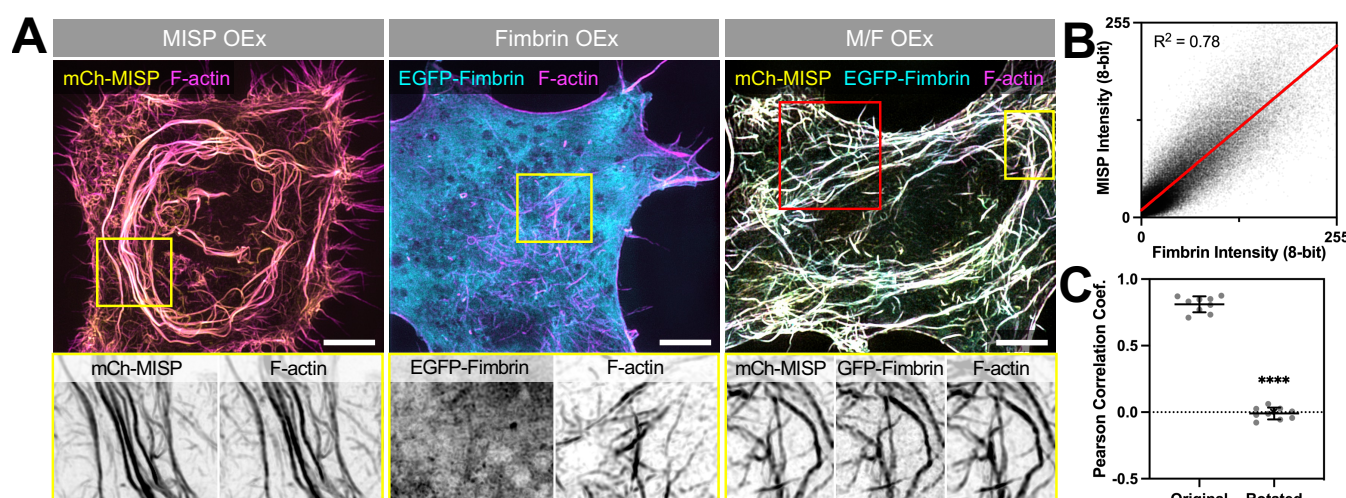 A
MISP OEx
Fimbrin OEx
M/F OEx
mCh-MISP F-actin
EGFP-Fimbrin F-actin
mCh-MISP EGFP-Fimbrin F-actin
mCh-MISP
F-actin
EGFP-Fimbrin
F-actin
mCh-MISP
GFP-Fimbrin
F-actin
B
255
R² = 0.78
MISP Intensity (8-bit)
0
0
255
Fimbrin Intensity (8-bit)
C
1.0
0.5
0.0
-0.5
Pearson Correlation Coef.
****
Original
Rotated